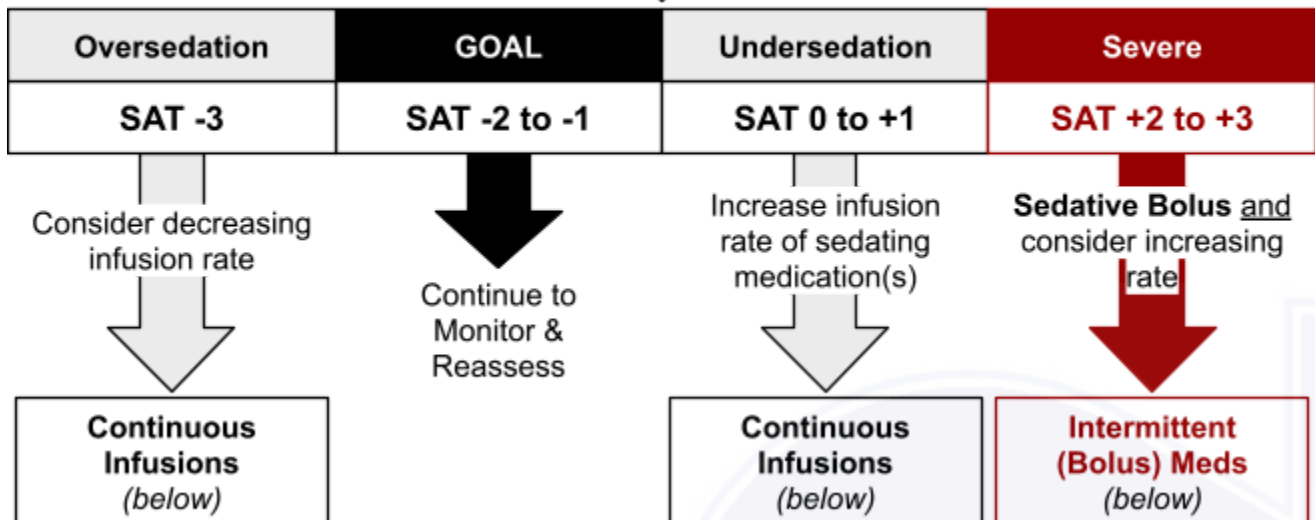 Oversedation
GOAL
Undersedation
Severe
SAT -3
SAT -2 to -1
SAT 0 to +1
SAT +2 to +3
Consider decreasing
infusion rate
Continue to
Monitor &
Reassess
Increase infusion
rate of sedating
medication(s)
Sedative Bolus and
consider increasing
rate
Continuous
Infusions
(below)
Continuous
Infusions
(below)
Intermittent
(Bolus) Meds
(below)